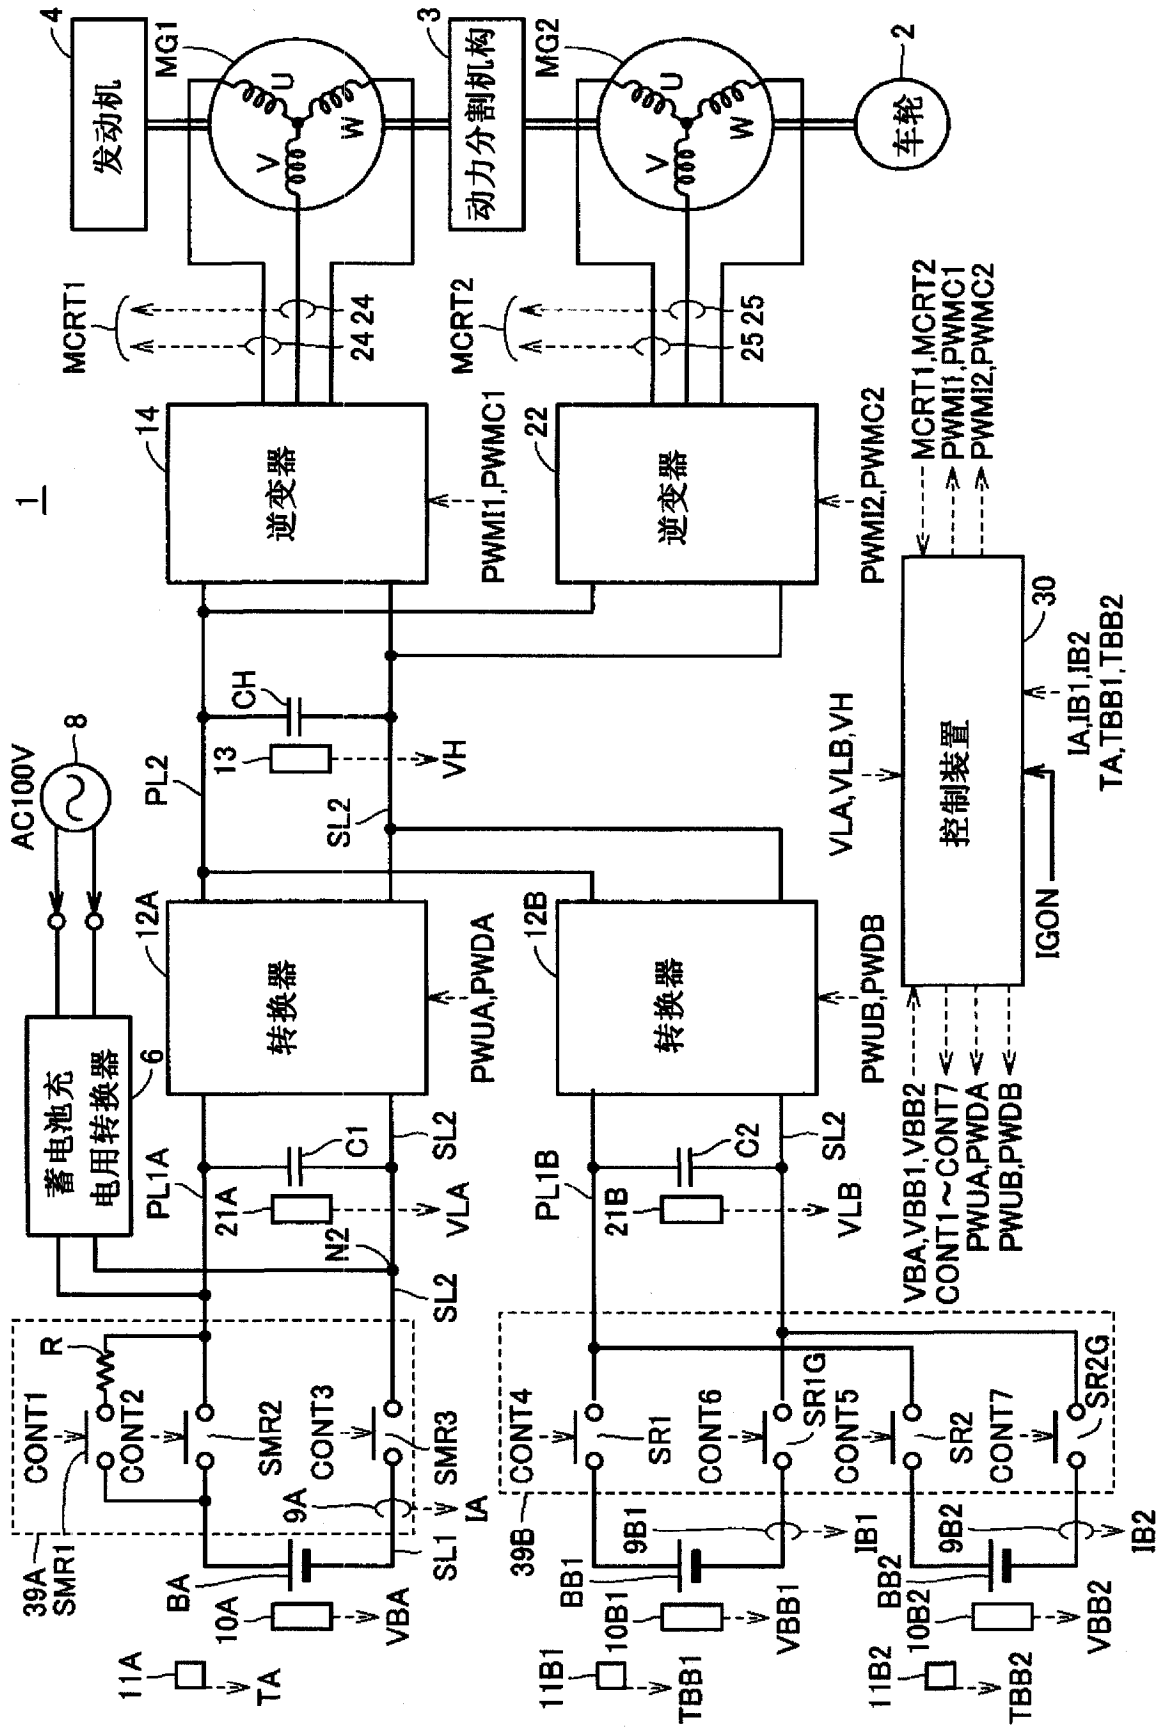 1
AC100V
8
蓄电池充
电用转换器
6
39A
SMR1
CONT1
R
CONT2
SMR2
CONT3
SMR3
11A
TA
10A
VBA
BA
SL1
9A
IA
PL1A
21A
VLA
N2
SL2
C1
SL2
12A
转换器
PWUA,PWDA
PL2
SL2
13
VH
CH
14
逆变器
PWMI1,PWMC1
MCRT1
24
24
4
发动机
MG1
U
V
W
3
动力分割机构
MG2
U
V
W
2
车轮
MCRT2
25
25
22
逆变器
PWMI2,PWMC2
12B
转换器
PWUB,PWDB
PL1B
21B
VLB
C2
SL2
39B
CONT4
SR1
CONT6
SR1G
CONT5
SR2
CONT7
SR2G
11B1
TBB1
10B1
VBB1
BB1
9B1
IB1
11B2
TBB2
10B2
VBB2
BB2
9B2
IB2
VLA,VLB,VH
控制装置
30
VBA,VBB1,VBB2
CONT1～CONT7
PWUA,PWDA
PWUB,PWDB
IGON
IA,IB1,IB2
TA,TBB1,TBB2
MCRT1,MCRT2
PWMI1,PWMC1
PWMI2,PWMC2